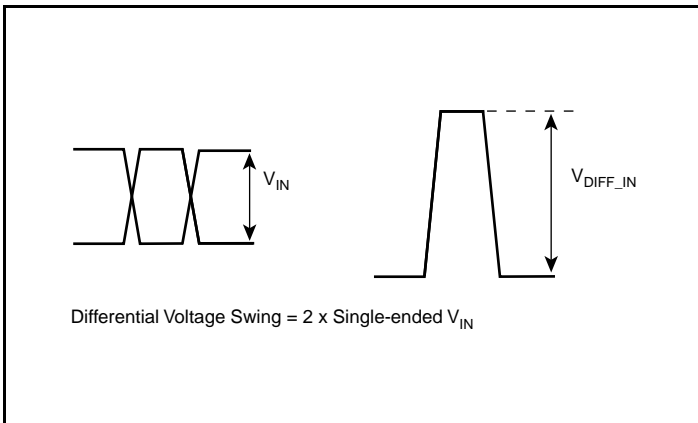 V_IN
V_DIFF_IN
Differential Voltage Swing = 2 x Single-ended V_IN